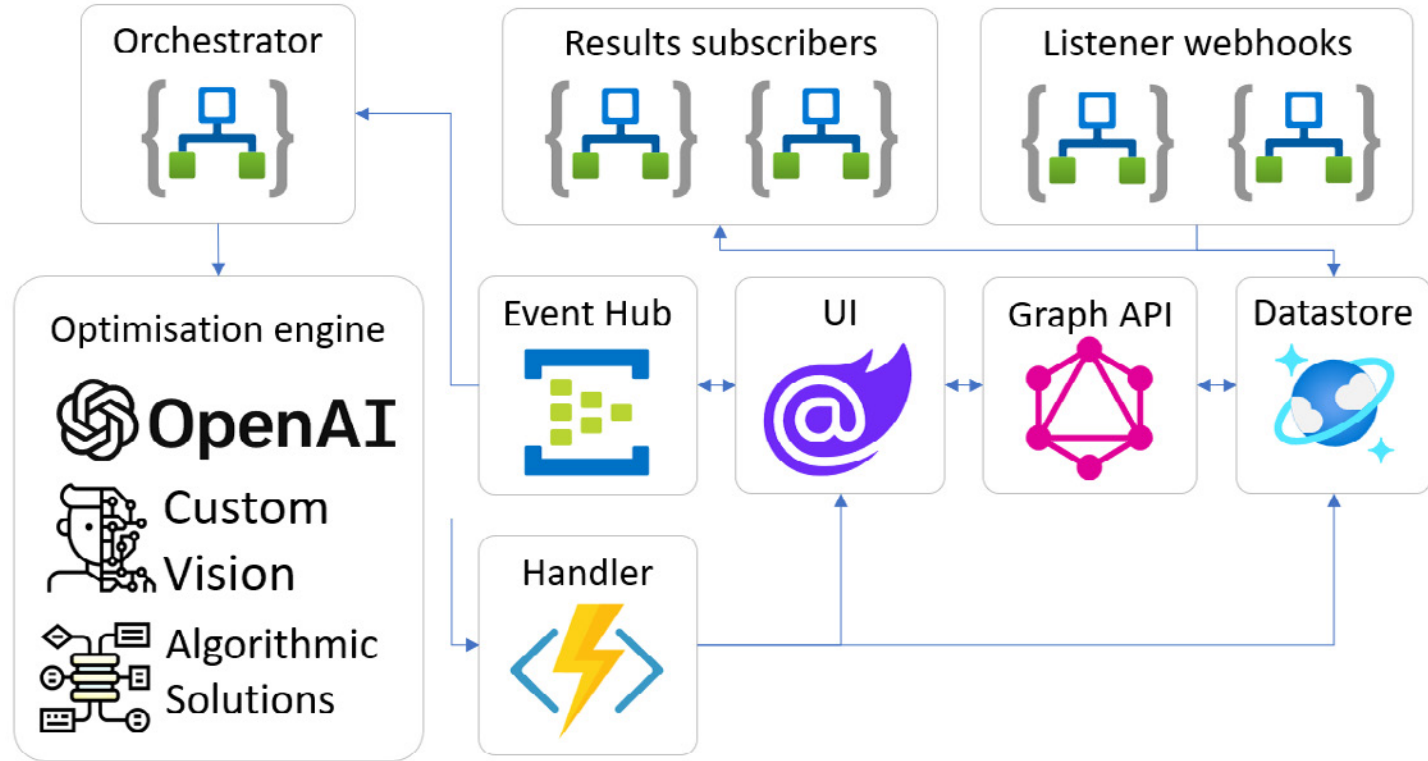 Orchestrator
Results subscribers
Listener webhooks
Optimisation engine
OpenAI
Custom
Vision
Algorithmic
Solutions
Event Hub
UI
@
Graph API
Datastore
Handler